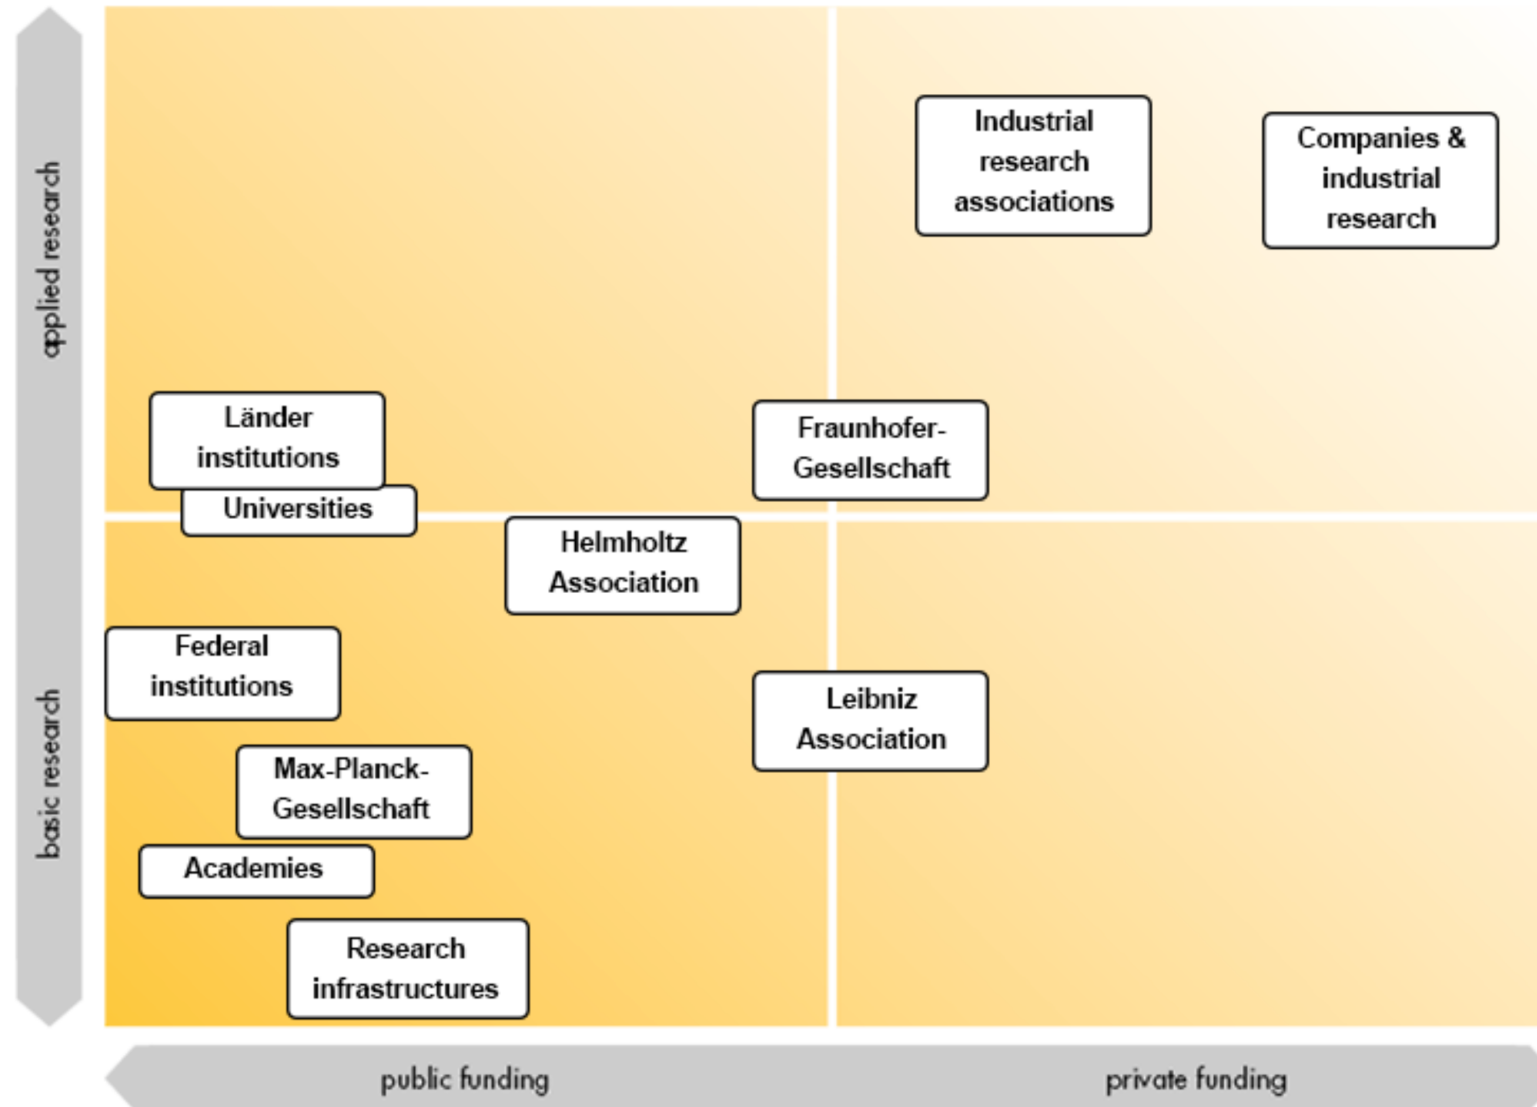 applied research
basic research
Industrial
research
associations
Companies &
industrial
research
Länder
institutions
Universities
Fraunhofer-
Gesellschaft
Helmholtz
Association
Federal
institutions
Leibniz
Association
Max-Planck-
Gesellschaft
Academies
Research
infrastructures
public funding
private funding